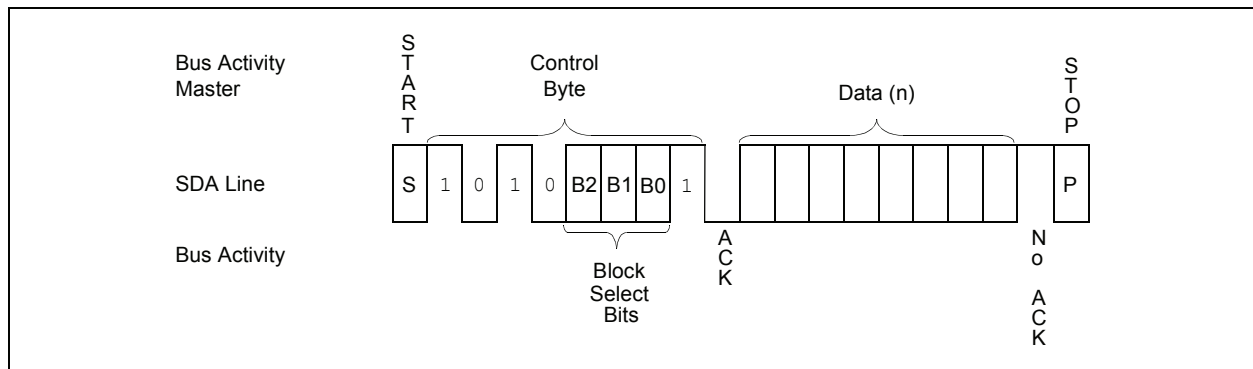 Bus Activity
Master
START
Control
Byte
Data (n)
STOP
SDA Line
S 1 0 1 0 B2 B1 B0 1 P
Bus Activity
Block
Select
Bits
ACK
No ACK